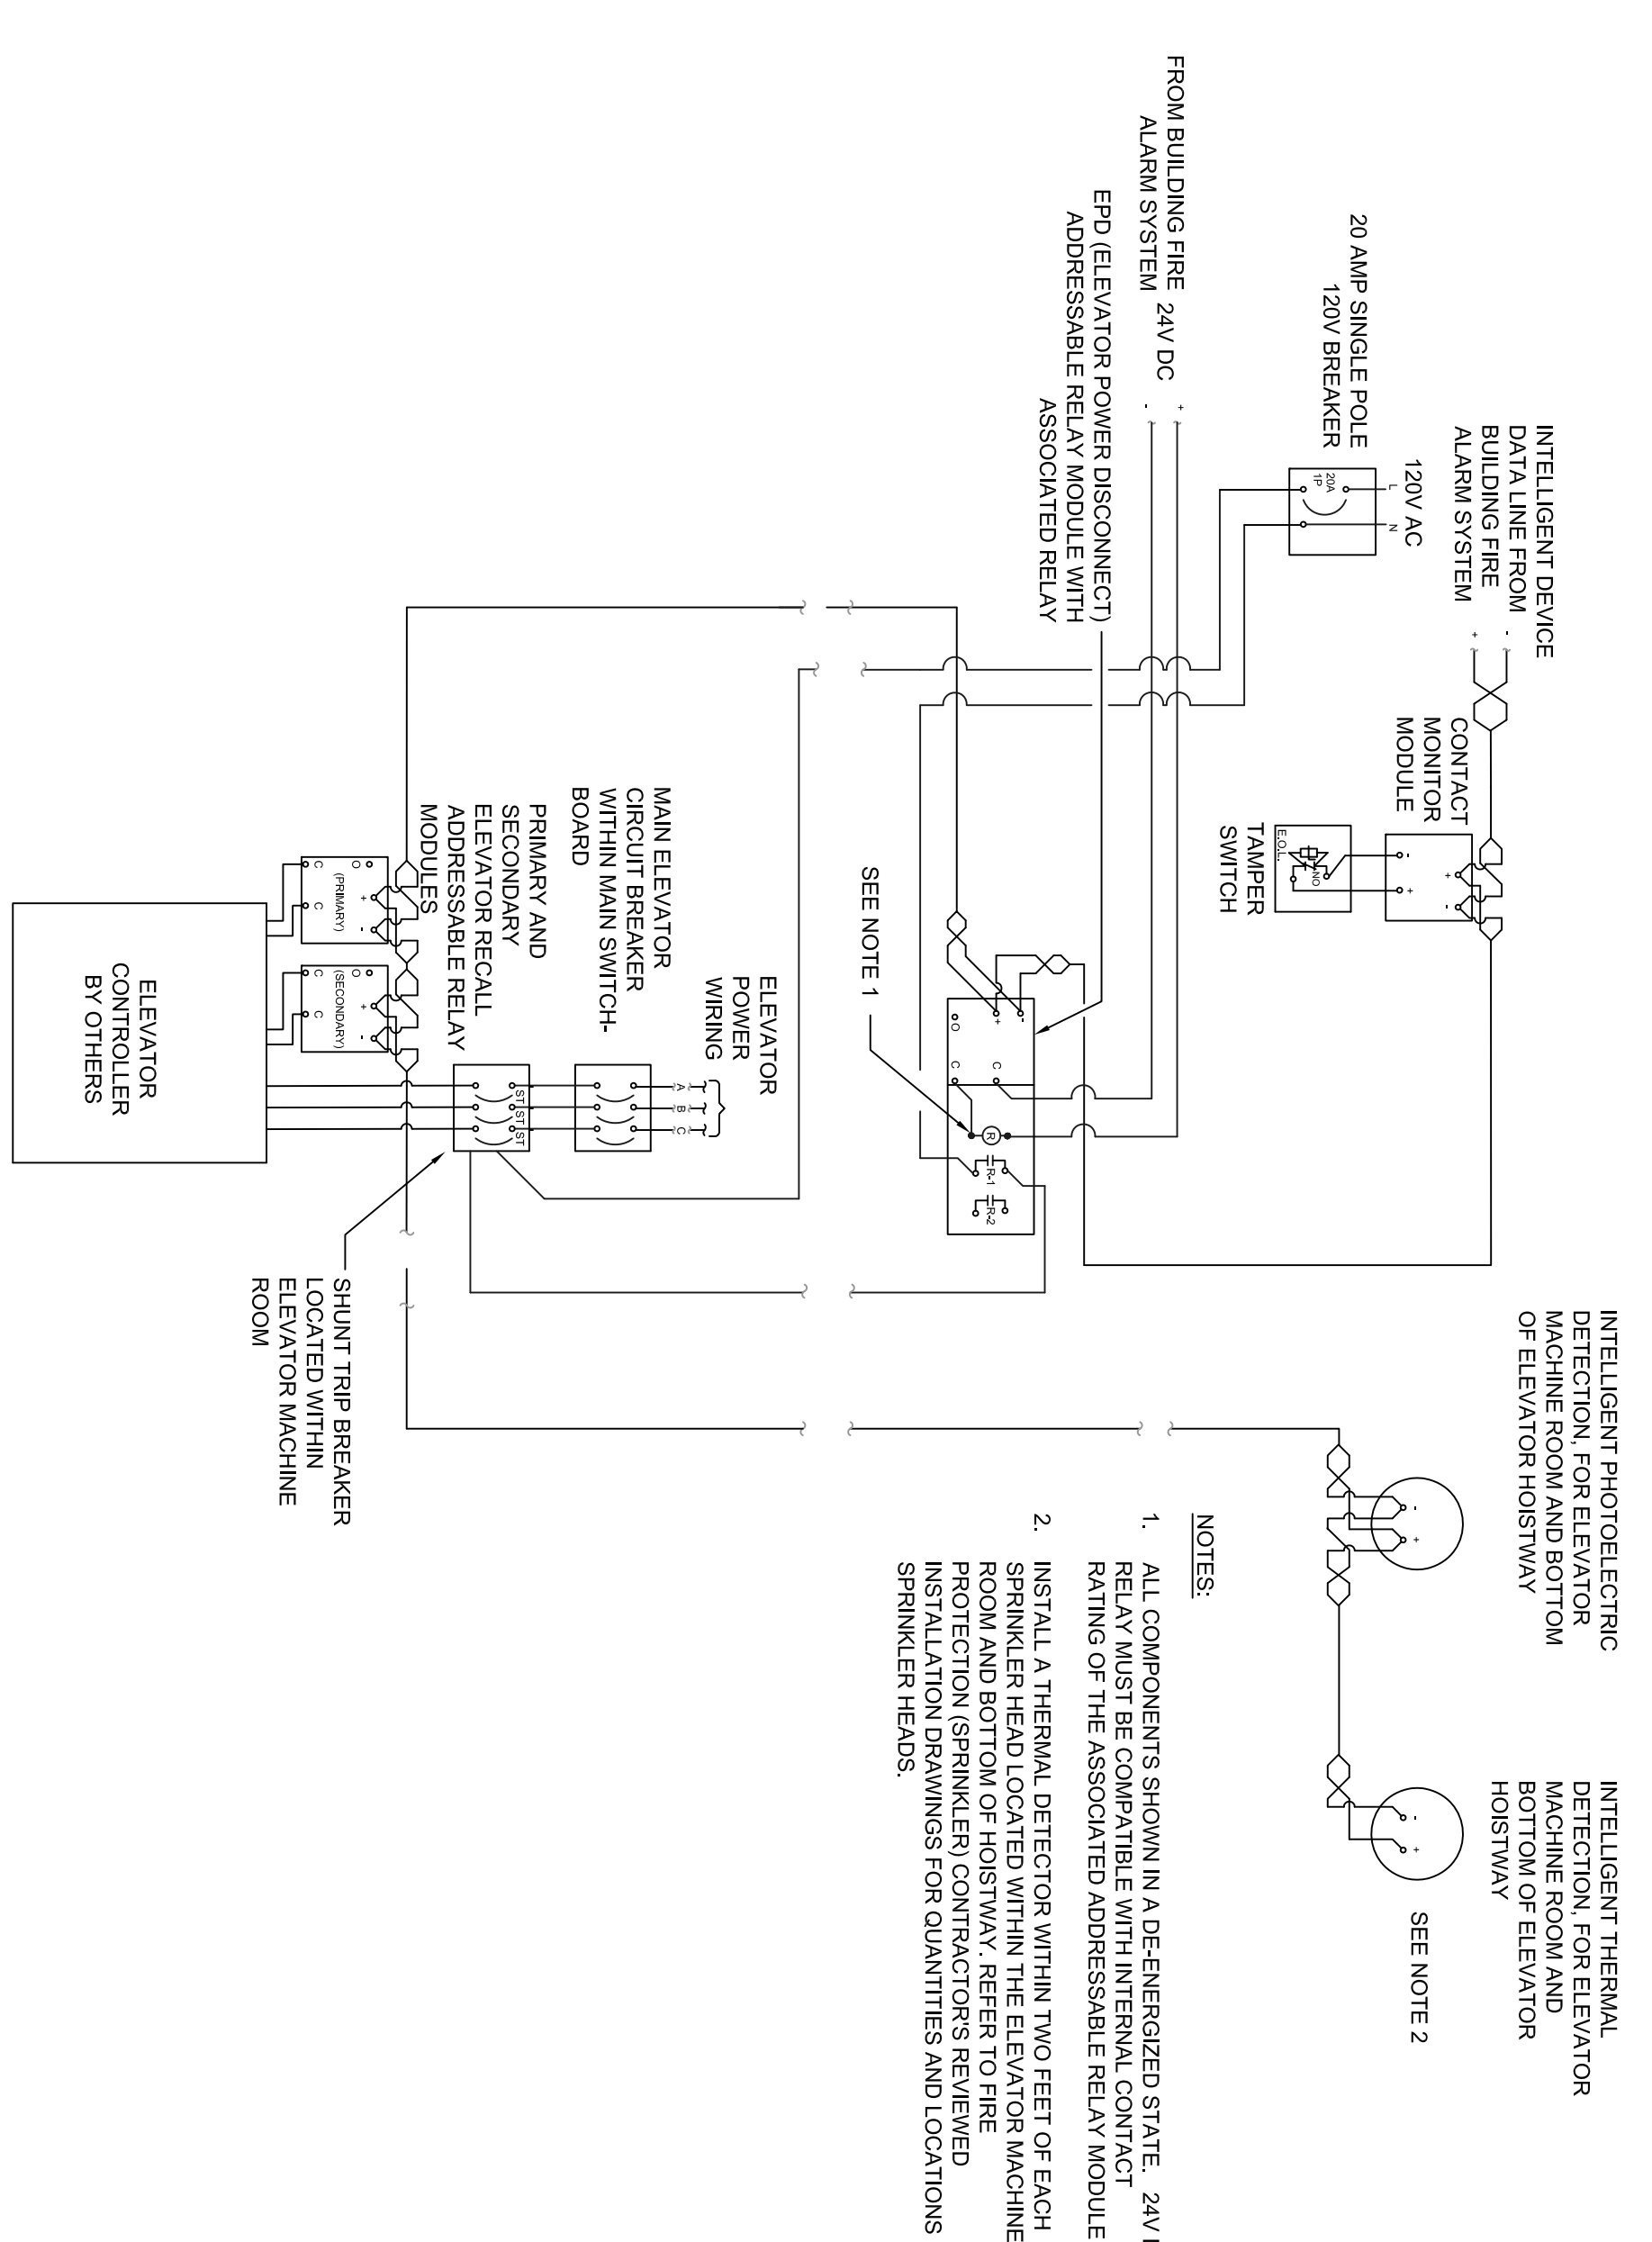 INTELLIGENT DEVICE
DATA LINE FROM
BUILDING FIRE
ALARM SYSTEM
-
+
120V AC
L
N
20 AMP SINGLE POLE
120V BREAKER
20A
1P
FROM BUILDING FIRE
ALARM SYSTEM
24V DC
+
-
EPD (ELEVATOR POWER DISCONNECT)
ADDRESSABLE RELAY MODULE WITH
ASSOCIATED RELAY
CONTACT
MONITOR
MODULE
-
+
+
-
TAMPER
SWITCH
E.O.L.
NO
SEE NOTE 1
-
+
O
C
C
R
R-1
R-2
ELEVATOR
POWER
WIRING
A
B
C
MAIN ELEVATOR
CIRCUIT BREAKER
WITHIN MAIN SWITCH-
BOARD
PRIMARY AND
SECONDARY
ELEVATOR RECALL
ADDRESSABLE RELAY
MODULES
ST
ST
ST
O
C
C
(PRIMARY)
+
-
O
C
C
(SECONDARY)
+
-
ELEVATOR
CONTROLLER
BY OTHERS
SHUNT TRIP BREAKER
LOCATED WITHIN
ELEVATOR MACHINE
ROOM
INTELLIGENT PHOTOELECTRIC
DETECTION, FOR ELEVATOR
MACHINE ROOM AND BOTTOM
OF ELEVATOR HOISTWAY
-
+
INTELLIGENT THERMAL
DETECTION, FOR ELEVATOR
MACHINE ROOM AND
BOTTOM OF ELEVATOR
HOISTWAY
-
+
SEE NOTE 2
NOTES:
1. ALL COMPONENTS SHOWN IN A DE-ENERGIZED STATE. 24V
RELAY MUST BE COMPATIBLE WITH INTERNAL CONTACT
RATING OF THE ASSOCIATED ADDRESSABLE RELAY MODULE
2. INSTALL A THERMAL DETECTOR WITHIN TWO FEET OF EACH
SPRINKLER HEAD LOCATED WITHIN THE ELEVATOR MACHINE
ROOM AND BOTTOM OF HOISTWAY. REFER TO FIRE
PROTECTION (SPRINKLER) CONTRACTOR'S REVIEWED
INSTALLATION DRAWINGS FOR QUANTITIES AND LOCATIONS
SPRINKLER HEADS.